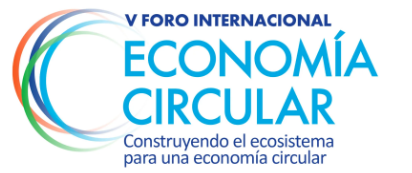 V FORO INTERNACIONAL
ECONOMÍA
CIRCULAR
Construyendo el ecosistema
para una economía circular